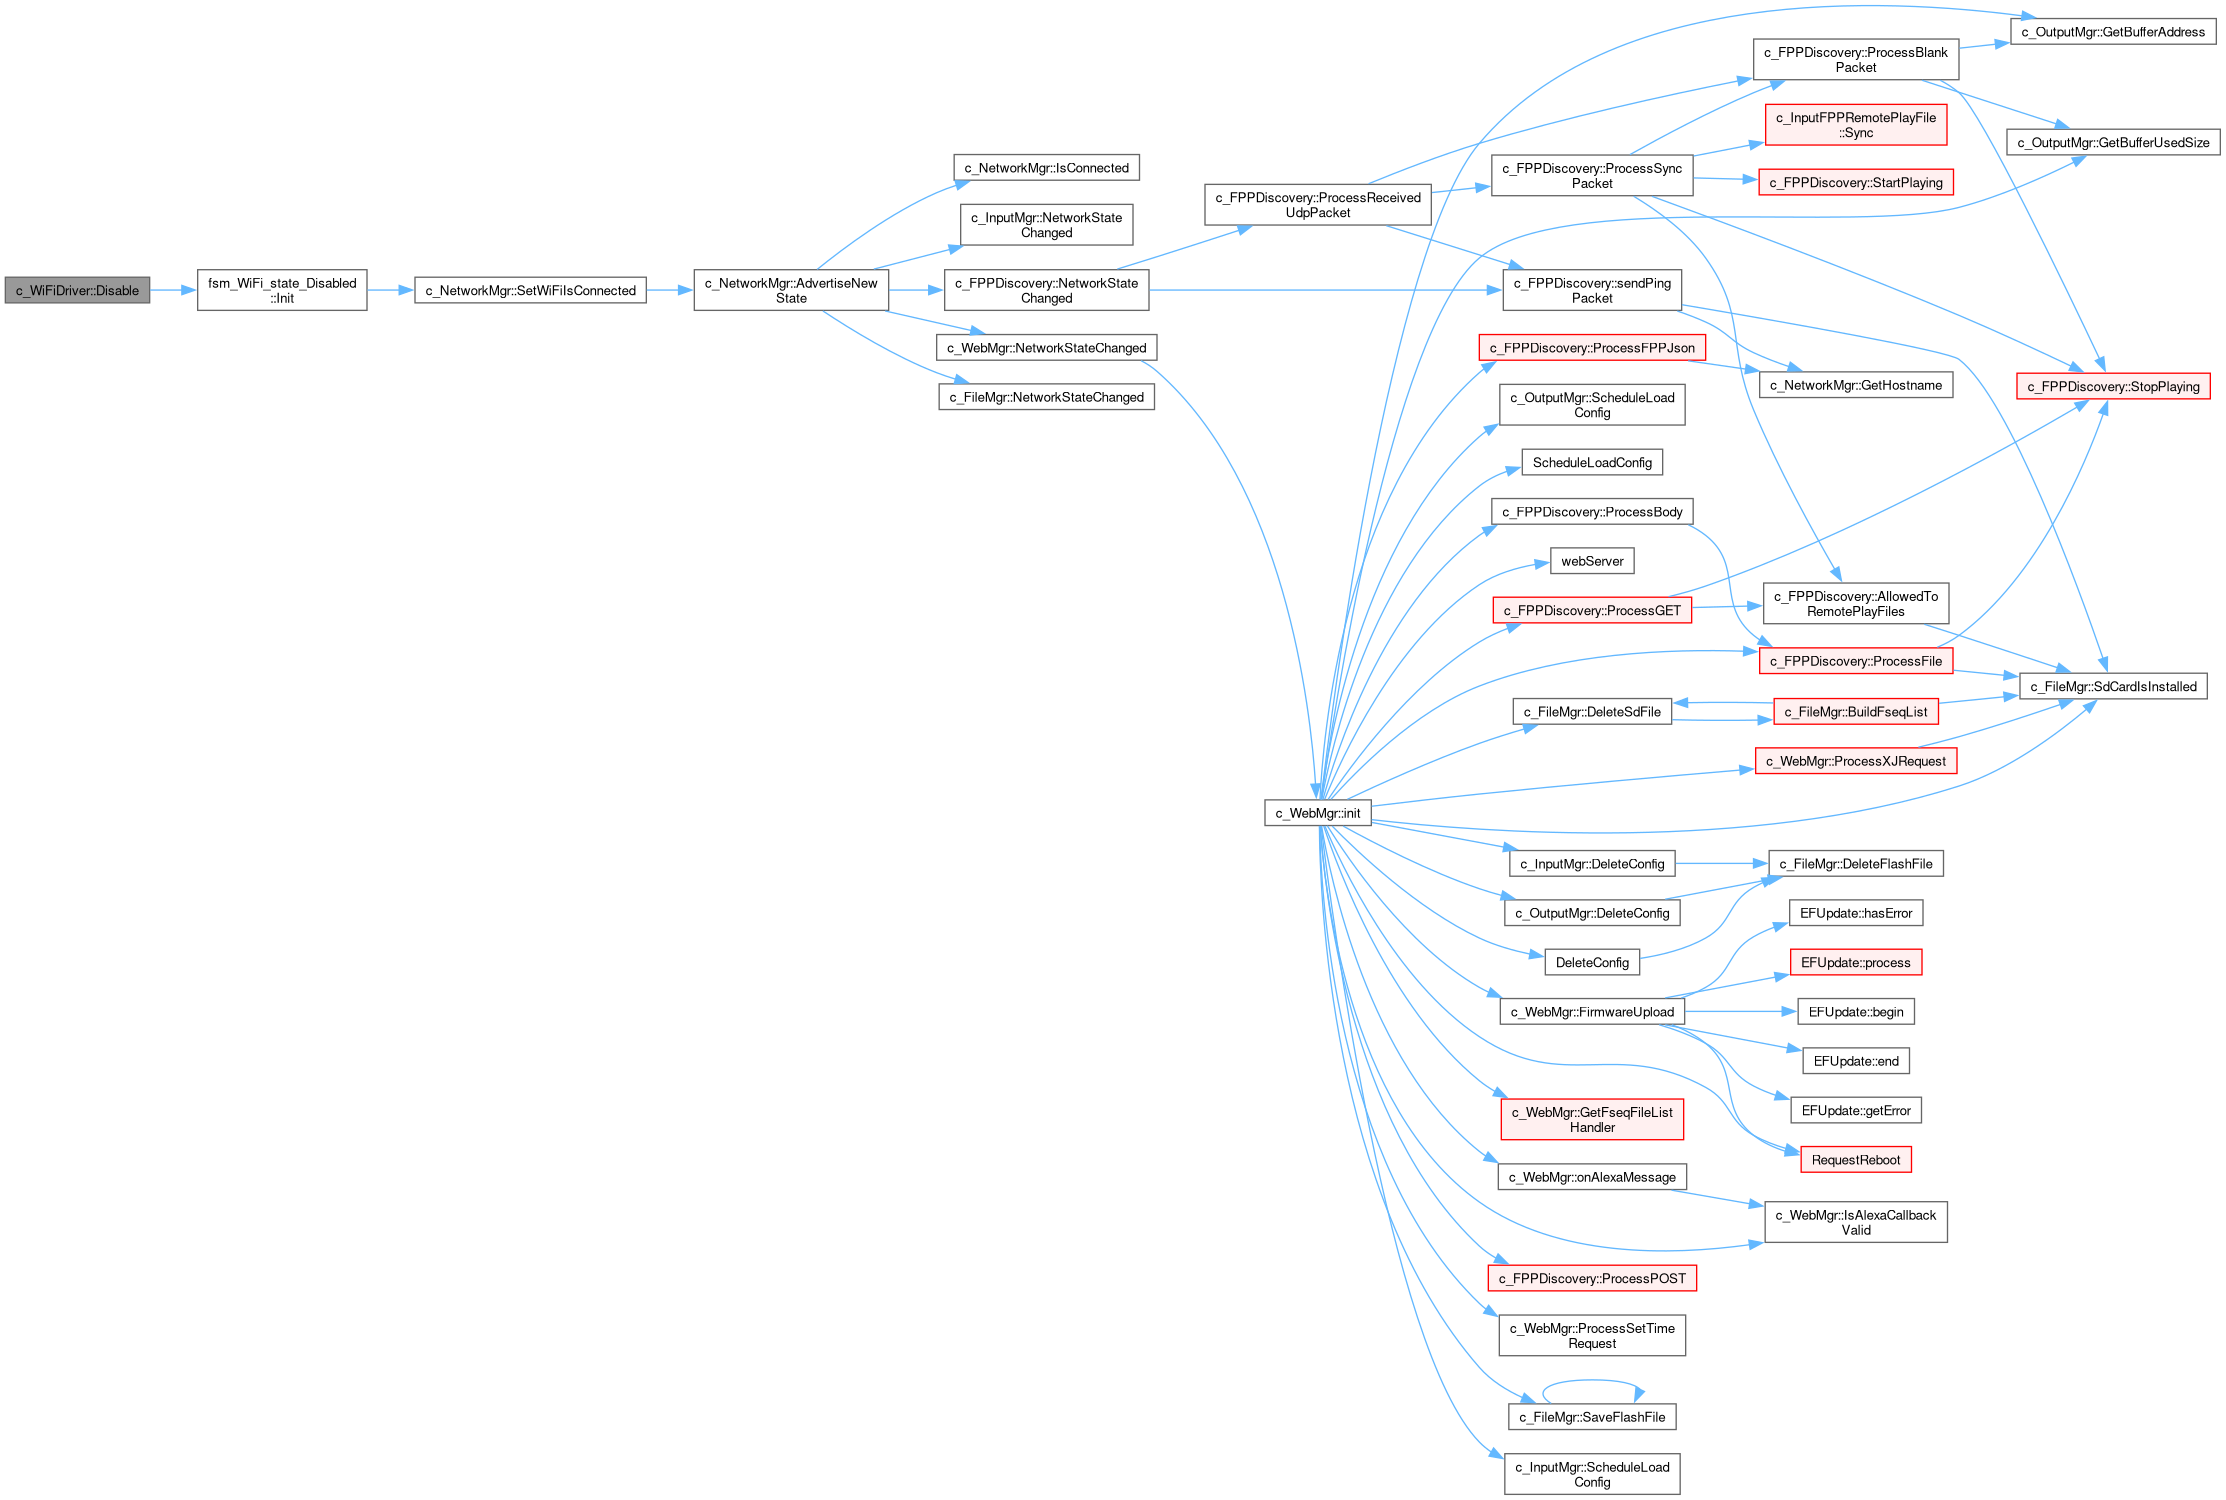 c_WiFiDriver::Disable
fsm_WiFi_state_Disabled
::Init
c_NetworkMgr::SetWiFiIsConnected
c_NetworkMgr::AdvertiseNew
State
c_NetworkMgr::IsConnected
c_InputMgr::NetworkState
Changed
c_FPPDiscovery::NetworkState
Changed
c_WebMgr::NetworkStateChanged
c_FileMgr::NetworkStateChanged
c_FPPDiscovery::ProcessReceived
UdpPacket
c_WebMgr::init
c_FPPDiscovery::ProcessSync
Packet
c_FPPDiscovery::sendPing
Packet
c_FPPDiscovery::ProcessFPPJson
c_OutputMgr::ScheduleLoad
Config
ScheduleLoadConfig
c_FPPDiscovery::ProcessBody
webServer
c_FPPDiscovery::ProcessGET
c_FileMgr::DeleteSdFile
c_InputMgr::DeleteConfig
c_OutputMgr::DeleteConfig
DeleteConfig
c_WebMgr::FirmwareUpload
c_WebMgr::GetFseqFileList
Handler
c_WebMgr::onAlexaMessage
c_FPPDiscovery::ProcessPOST
c_WebMgr::ProcessSetTime
Request
c_FileMgr::SaveFlashFile
c_InputMgr::ScheduleLoad
Config
c_FPPDiscovery::ProcessBlank
Packet
c_InputFPPRemotePlayFile
::Sync
c_FPPDiscovery::StartPlaying
c_NetworkMgr::GetHostname
c_FPPDiscovery::AllowedTo
RemotePlayFiles
c_FPPDiscovery::ProcessFile
c_FileMgr::BuildFseqList
c_WebMgr::ProcessXJRequest
c_FileMgr::DeleteFlashFile
EFUpdate::hasError
EFUpdate::process
EFUpdate::begin
EFUpdate::end
EFUpdate::getError
RequestReboot
c_WebMgr::IsAlexaCallback
Valid
c_OutputMgr::GetBufferAddress
c_OutputMgr::GetBufferUsedSize
c_FPPDiscovery::StopPlaying
c_FileMgr::SdCardIsInstalled